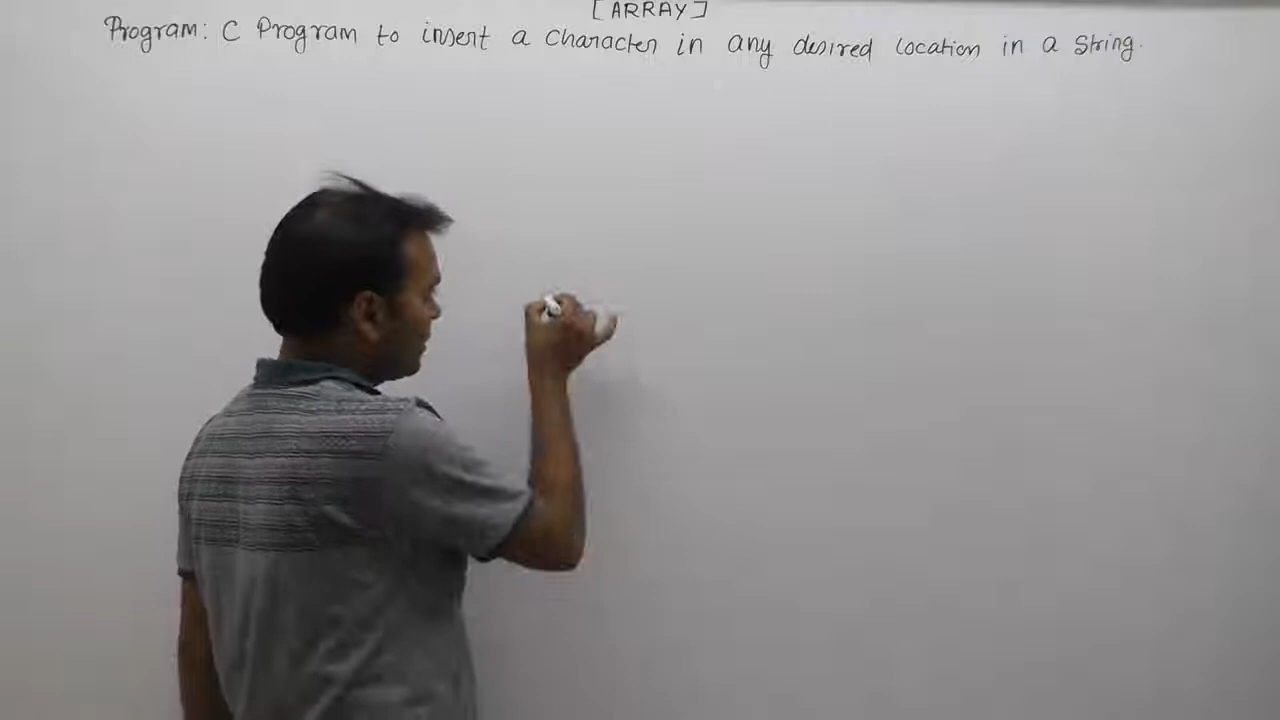 [ARRAY]
Program: C Program to insert a character in any desired location in a string.